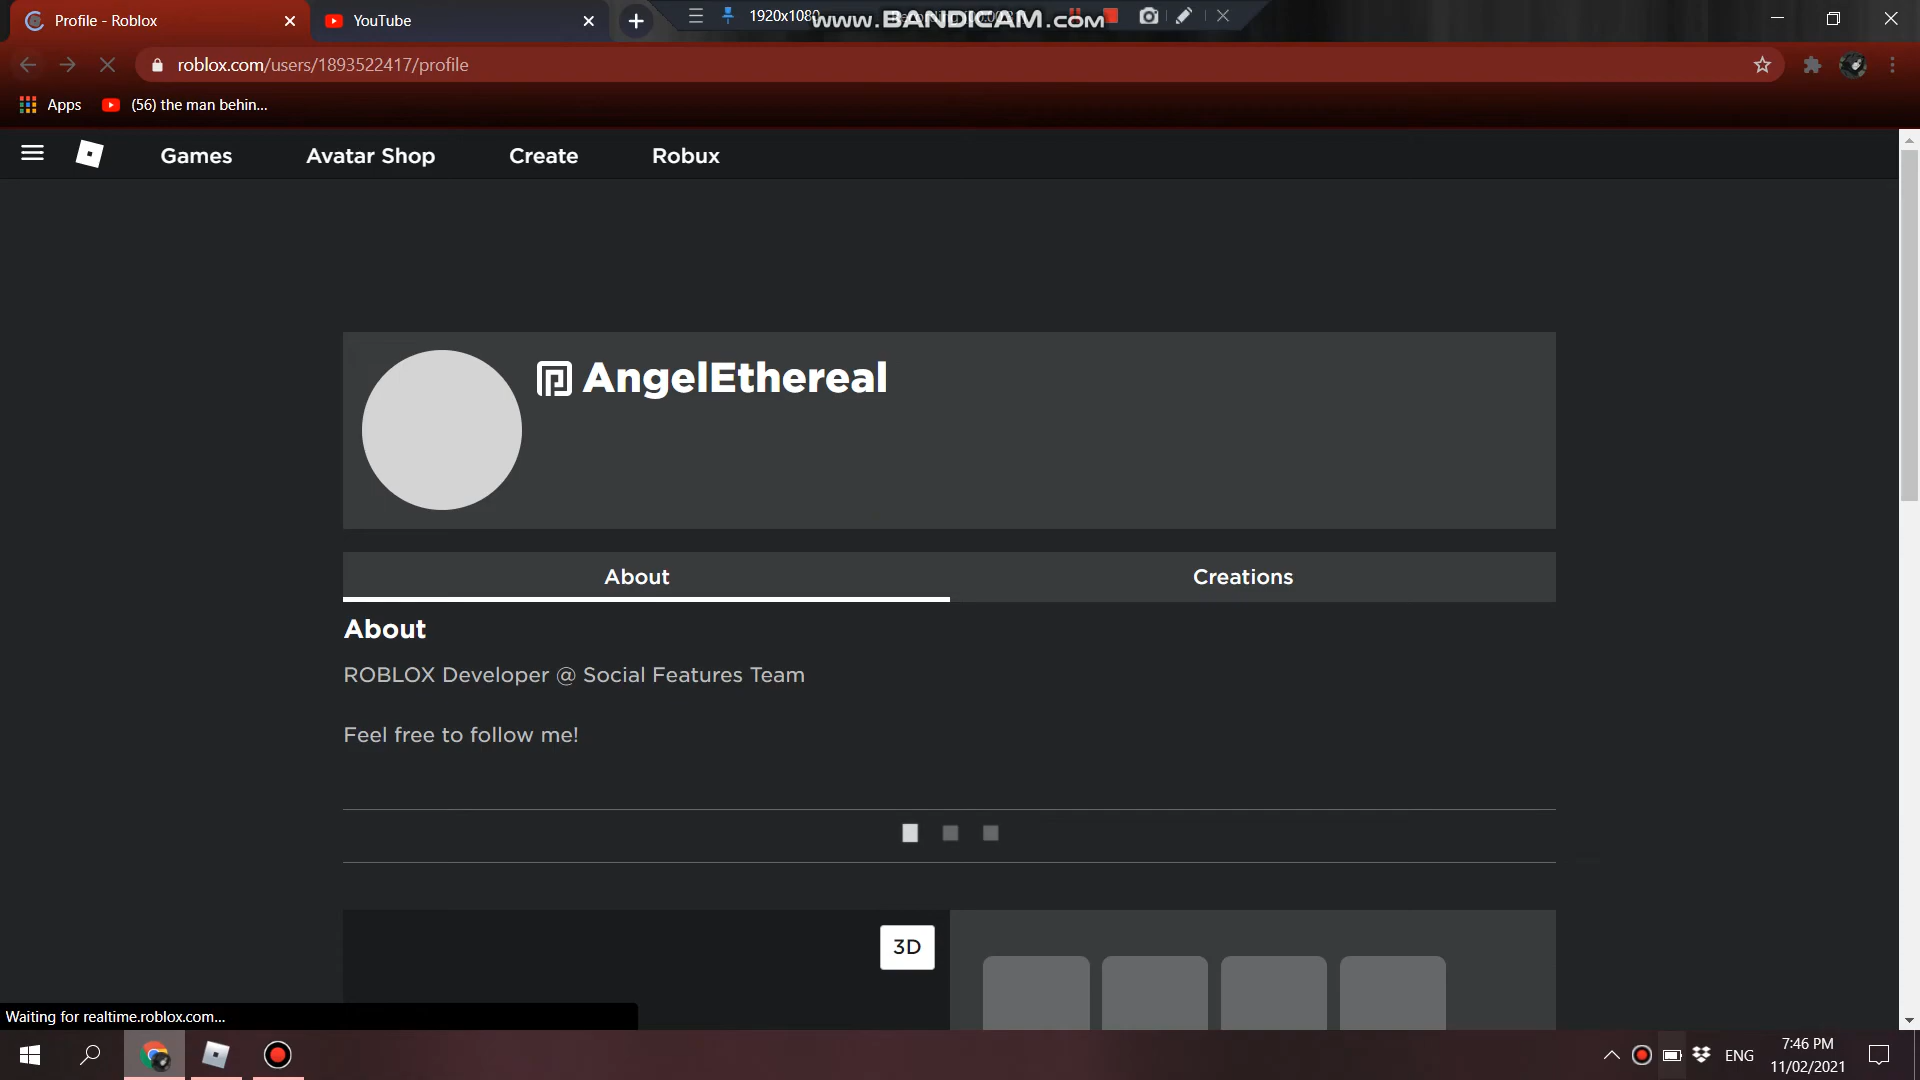 Profile - Roblox
YouTube
1920x1080
www.BANDICAM.com
roblox.com/users/1893522417/profile
Apps
(56) the man behin...
Games
Avatar Shop
Create
Robux
AngelEthereal
About
Creations
About
ROBLOX Developer @ Social Features Team
Feel free to follow me!
3D
Waiting for realtime.roblox.com...
ENG
7:46 PM
11/02/2021